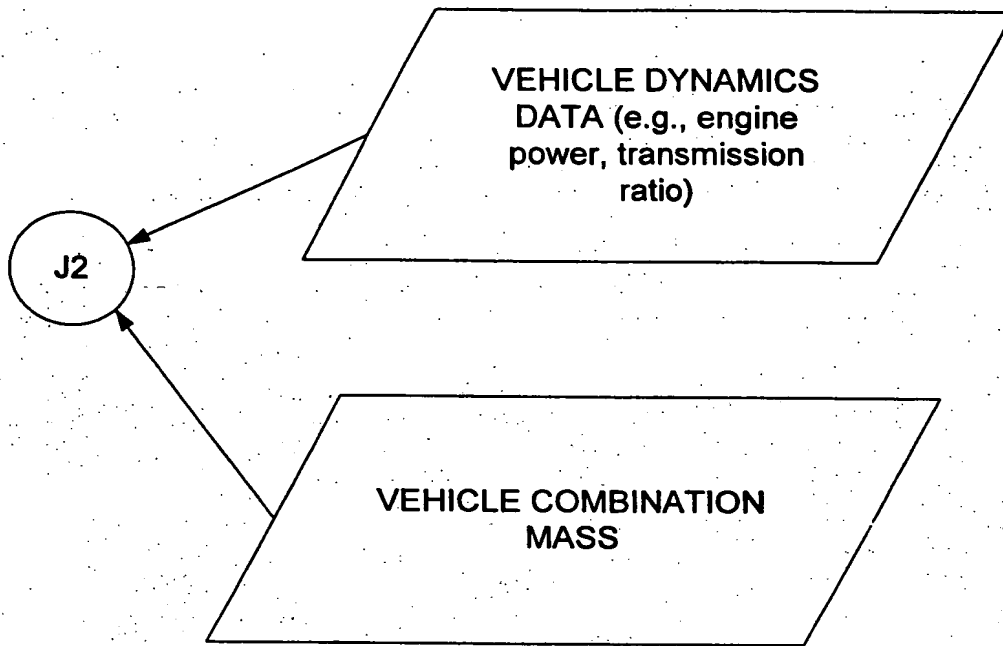 VEHICLE DYNAMICS
DATA (e.g., engine
power, transmission
ratio)
J2
VEHICLE COMBINATION
MASS